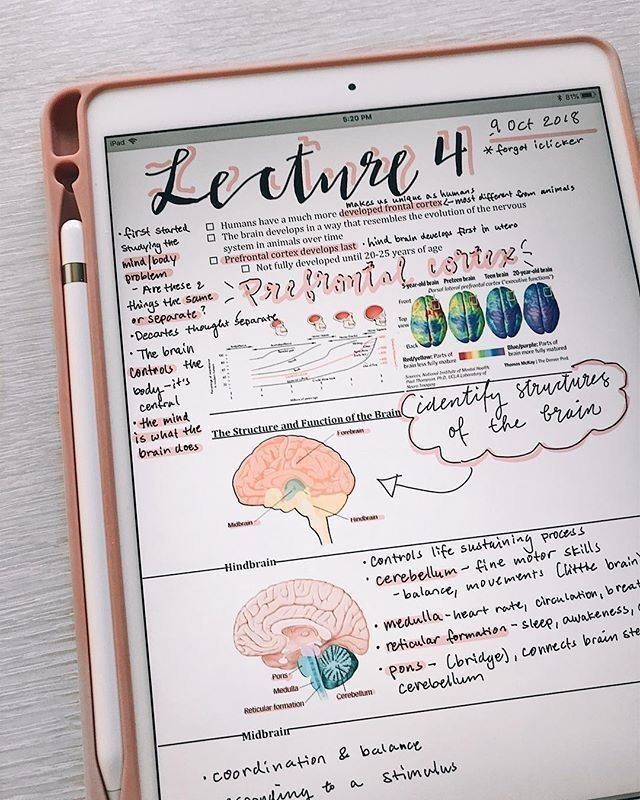 iPad
5:20 PM
81%
9 Oct 2018
* forgot iclicker
Lecture 4
makes us unique as humans
Humans have a much more developed frontal cortex
most different from animals
The brain develops in a way that resembles the evolution of the nervous
system in animals over time
Prefrontal cortex develops last
· hind brain develops first in utero
Not fully developed until 20-25 years of age
• first started
studying the
mind/body
problem
- Are these 2
things the same
or separate?
• Decartes thought separate
• The brain
controls the
body - it's
central
• the mind
is what the
brain does
Prefrontal cortex
5-year-old brain
Preteen brain
Teen brain
20-year-old brain
Dorsal lateral prefrontal cortex ("executive functions")
Front
Top
view
Back
Red/yellow: Parts of
brain less fully matured
Blue/purple: Parts of
brain more fully matured
Sources: National Institute of Mental Health;
Paul Thompson, Ph.D., UCLA Laboratory of
Neuro Imaging
Thomas McKay | The Denver Post
identify structures
of the brain
The Structure and Function of the Brain
Forebrain
Midbrain
Hindbrain
Hindbrain
• controls life sustaining process
• cerebellum - fine motor skills
- balance, movements (little brain)
• medulla - heart rate, circulation,
• reticular formation - sleep, awareness,
• pons - (bridge), connects brain
cerebellum
Pons
Medulla
Reticular formation
Cerebellum
Midbrain
• coordination & balance
to a stimulus